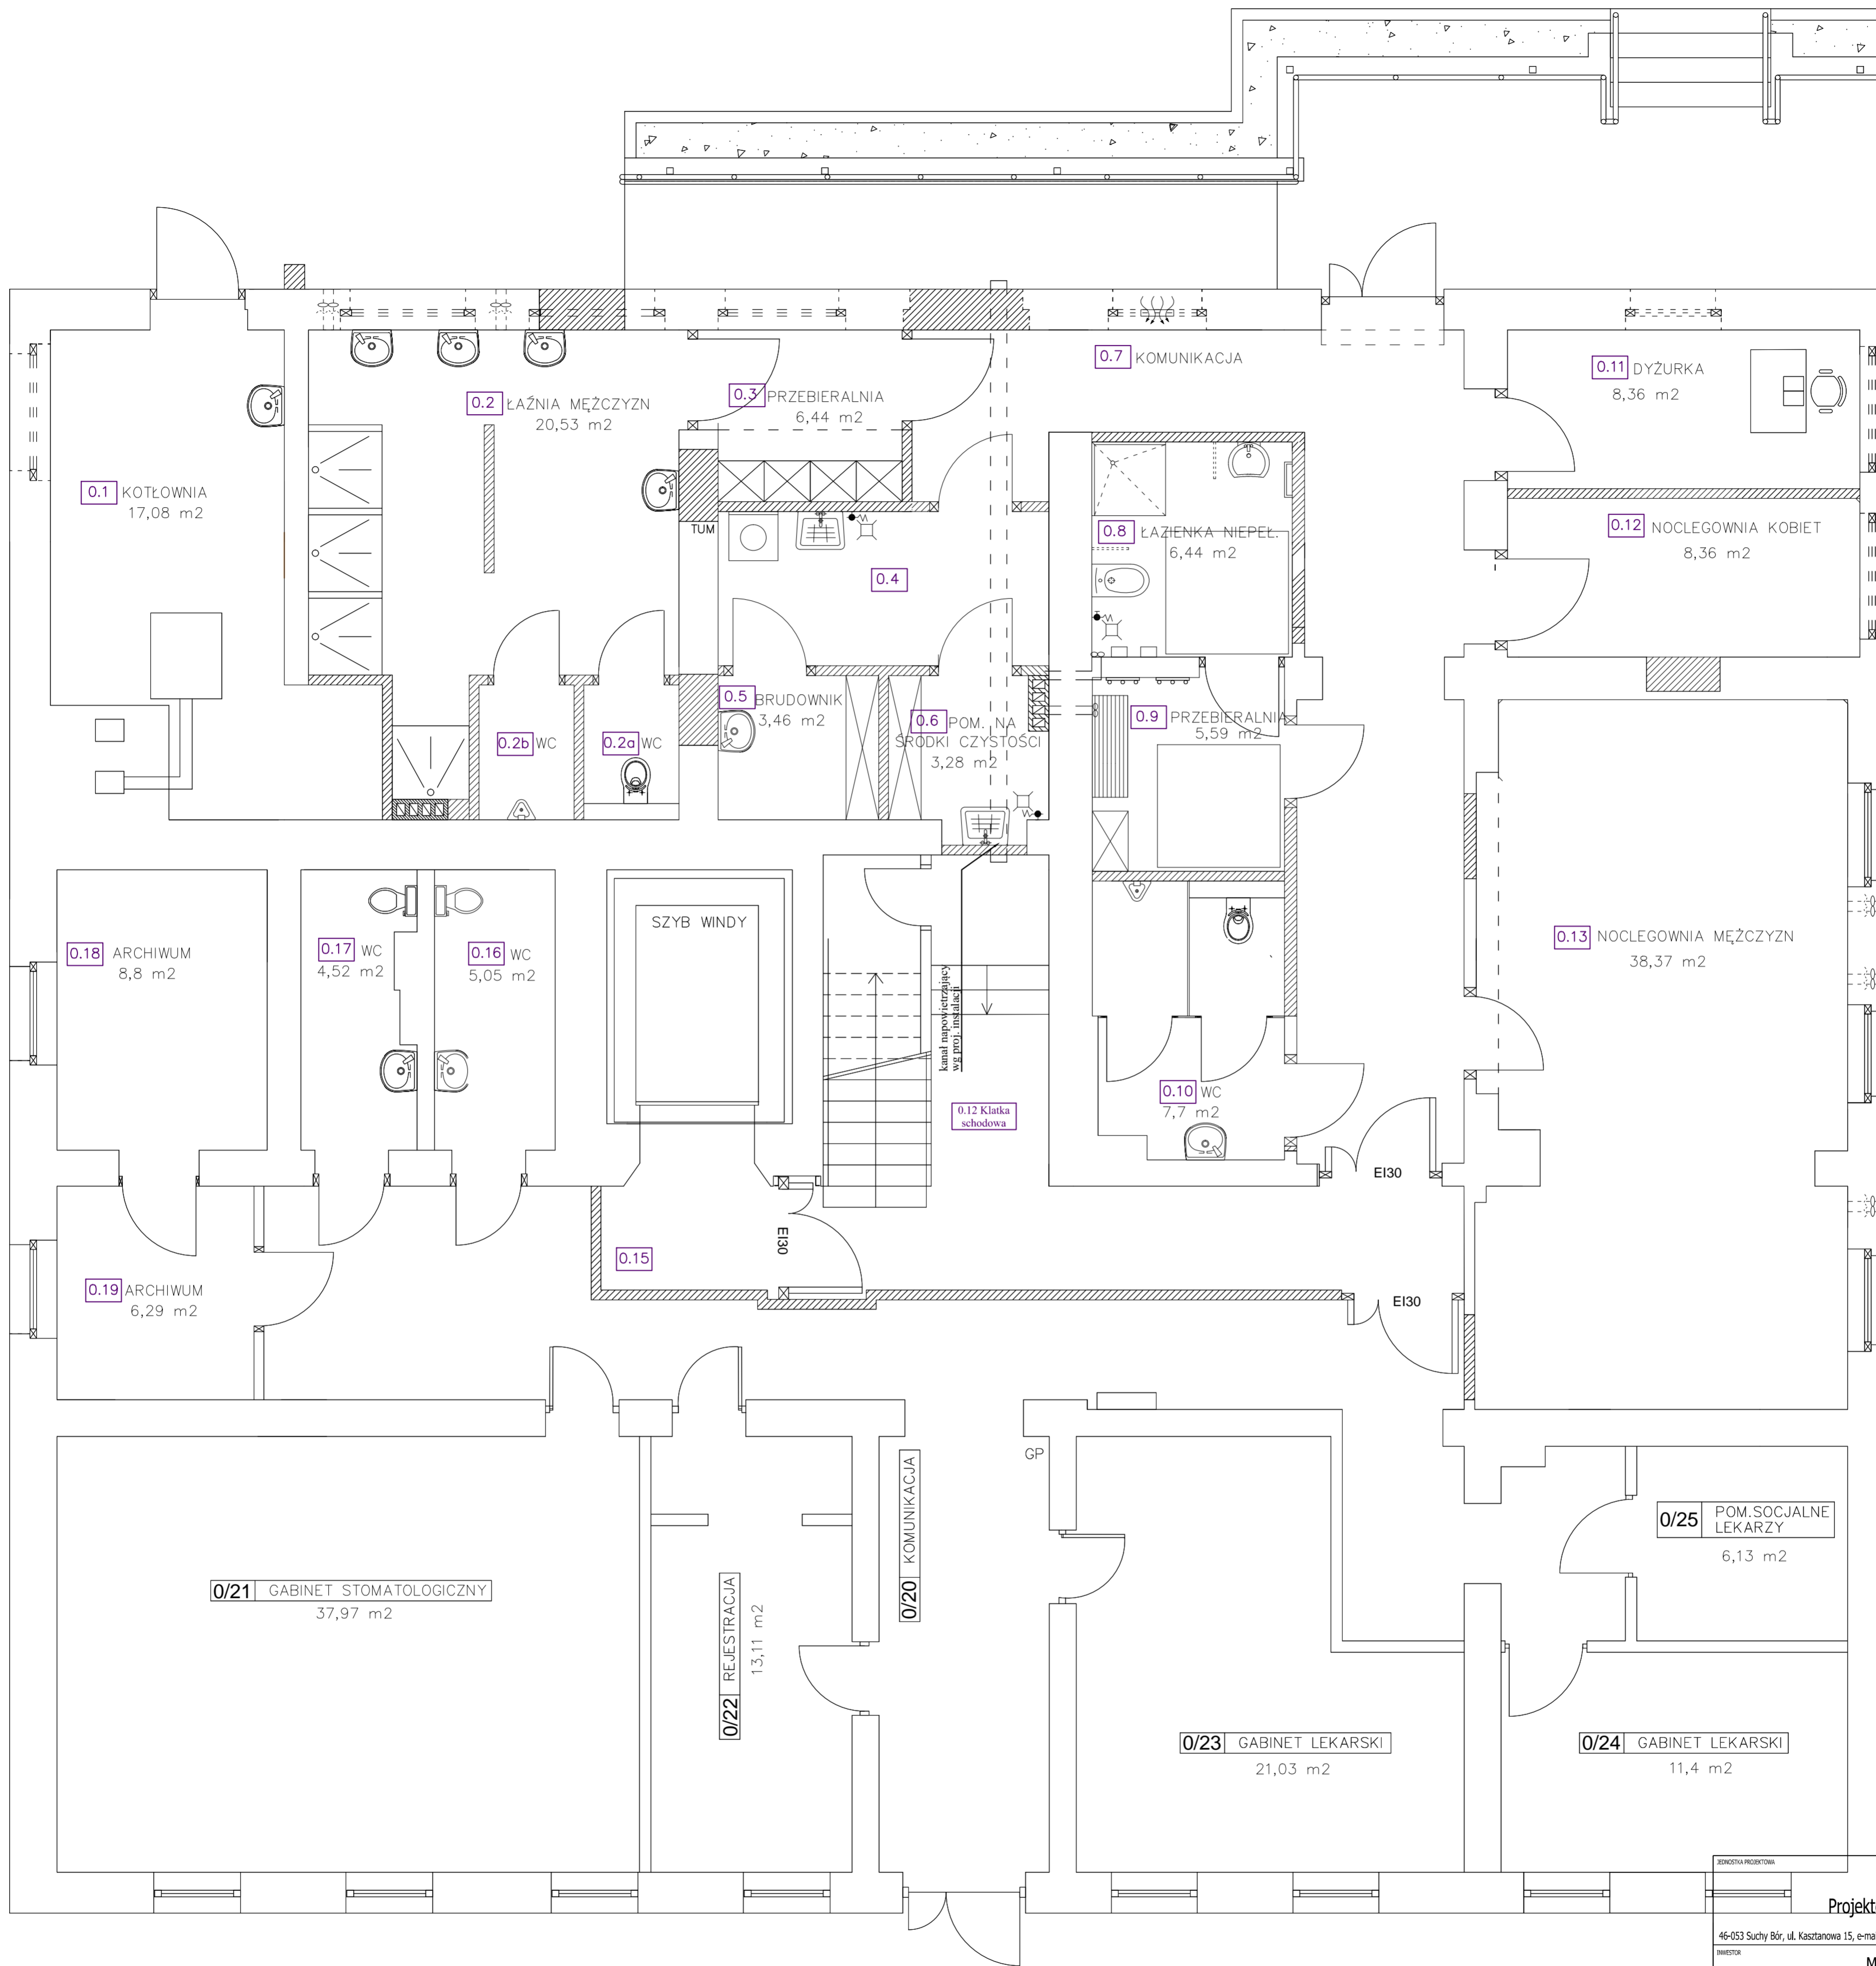 0.7 KOMUNIKACJA
0.11 DYŻURKA
8,36 m2
0.3 PRZEBIERALNIA
6,44 m2
0.2 ŁAŹNIA MĘŻCZYZN
20,53 m2
0.1 KOTŁOWNIA
17,08 m2
TUM
0.8 ŁAZIENKA NIEPEŁ.
6,44 m2
0.12 NOCLEGOWNIA KOBIET
8,36 m2
0.4
0.5 BRUDOWNIK
3,46 m2
0.6 POM. NA
ŚRODKI CZYSTOŚCI
3,28 m2
0.9 PRZEBIERALNIA
5,59 m2
0.2b WC
0.2a WC
0.18 ARCHIWUM
8,8 m2
0.17 WC
4,52 m2
0.16 WC
5,05 m2
SZYB WINDY
kanał napowietrzający
wg proj. instalacji
0.13 NOCLEGOWNIA MĘŻCZYZN
38,37 m2
0.12 Klatka
schodowa
0.10 WC
7,7 m2
EI30
EI30
0.15
0.19 ARCHIWUM
6,29 m2
EI30
GP
0/20 KOMUNIKACJA
0/25 POM.SOCJALNE
LEKARZY
6,13 m2
0/21 GABINET STOMATOLOGICZNY
37,97 m2
0/22 REJESTRACJA
13,11 m2
0/23 GABINET LEKARSKI
21,03 m2
0/24 GABINET LEKARSKI
11,4 m2
JEDNOSTKA PROJEKTOWA
Projekt
46-053 Suchy Bór, ul. Kasztanowa 15, e-ma
INWESTOR
M